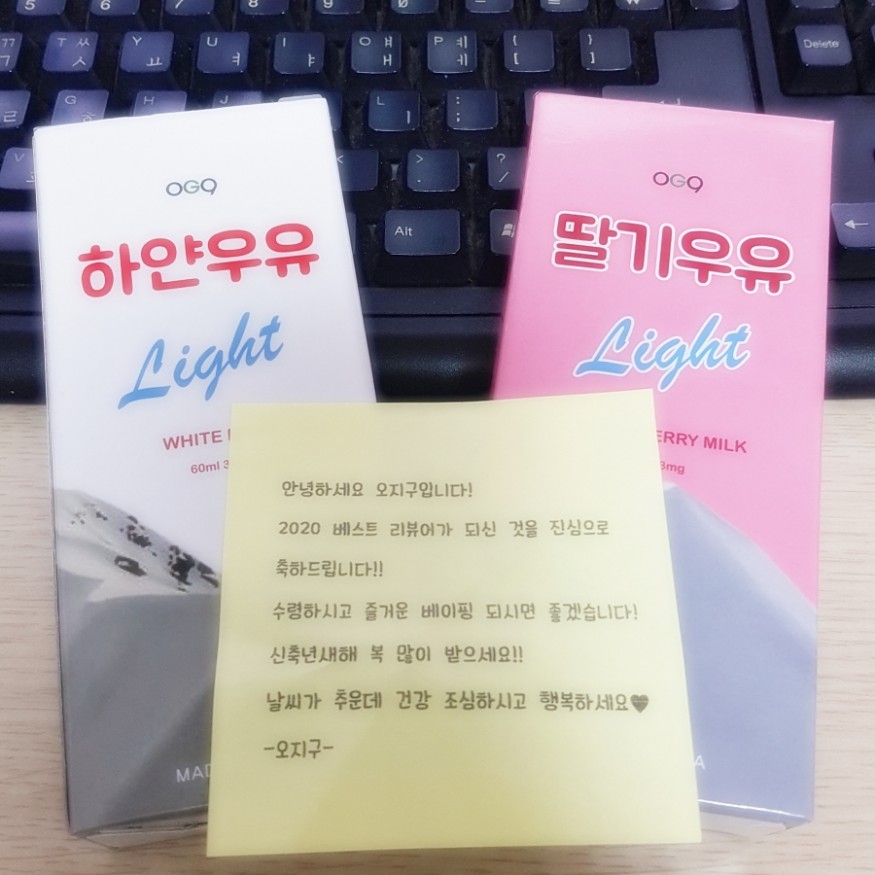 OG9
하얀우유
Light
WHITE
60ml
OG9
딸기우유
Light
MILK
안녕하세요 오지구입니다!
2020 베스트 리뷰어가 되신 것을 진심으로
축하드립니다!!
수령하시고 즐거운 베이핑 되시면 좋겠습니다!
신축년새해 복 많이 받으세요!!
날씨가 추운데 건강 조심하시고 행복하세요♥
-오지구-
Delete
Alt